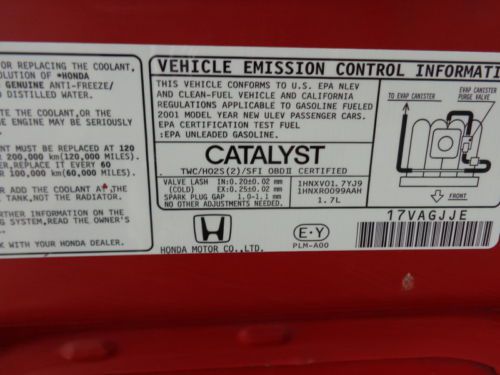 OR REPLACING THE COOLANT,
OLUTION OF *HONDA
GENUINE ANTI-FREEZE/
D DISTILLED WATER.
ATE THE COOLANT,OR THE
HE ENGINE MAY BE SERIOUSLY
ANT MUST BE REPLACED AT 120
OR 200,000 km(120,000 MILES).
FTER, REPLACE IT EVERY 60
R 100,000 km(60,000 MILES)
R ADD THE COOLANT AT THE
TANK, NOT THE RADIATOR.
URTHER INFORMATION ON THE
NG SYSTEM, READ THE OWNER'S
K WITH YOUR HONDA DEALER.
VEHICLE EMISSION CONTROL INFORMATI
THIS VEHICLE CONFORMS TO U.S. EPA NLEV
AND CLEAN-FUEL VEHICLE AND CALIFORNIA
REGULATIONS APPLICABLE TO GASOLINE FUELED
2001 MODEL YEAR NEW ULEV PASSENGER CARS.
EPA CERTIFICATION TEST FUEL
:EPA UNLEADED GASOLINE.
CATALYST
TWC/HO2S(2)/SFI OBDII CERTIFIED
VALVE LASH IN:0.20±0.02 mm
(COLD) EX:0.25±0.02 mm
SPARK PLUG GAP 1.0-1.1 mm
NO OTHER ADJUSTMENTS NEEDED.
1HNXV01.7YJ9
1HNXR0099AAH
1.7L
HONDA MOTOR CO.,LTD.
E·Y
PLM-A00
TO EVAP CANISTER
EVAP CANISTER
PURGE VALVE
FRONT
17VAGJJE